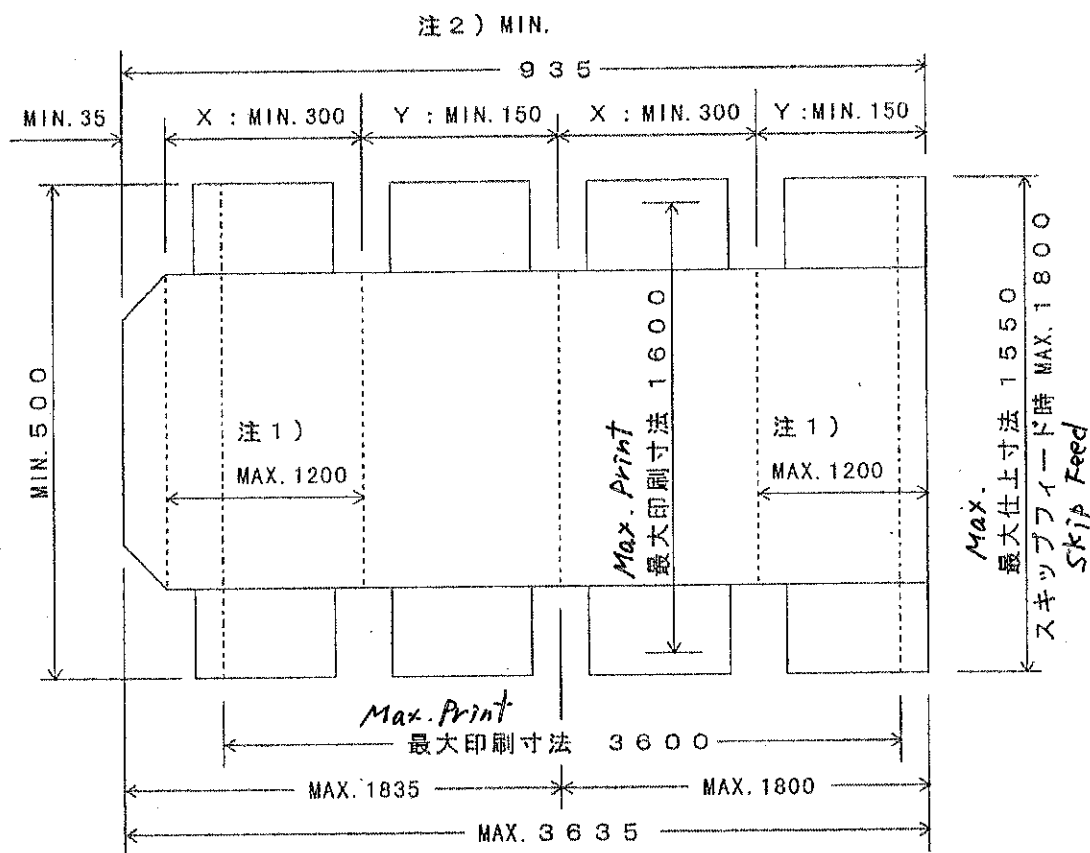 注2) MIN.
935
MIN. 35
X : MIN. 300
Y : MIN. 150
X : MIN. 300
Y : MIN. 150
MIN. 500
注1)
MAX. 1200
Max. Print
最大印刷寸法 1600
注1)
MAX. 1200
Max.
最大仕上寸法 1550
スキップフィード時 MAX. 1800
Skip Feed
Max. Print
最大印刷寸法 3600
MAX. 1835
MAX. 1800
MAX. 3635